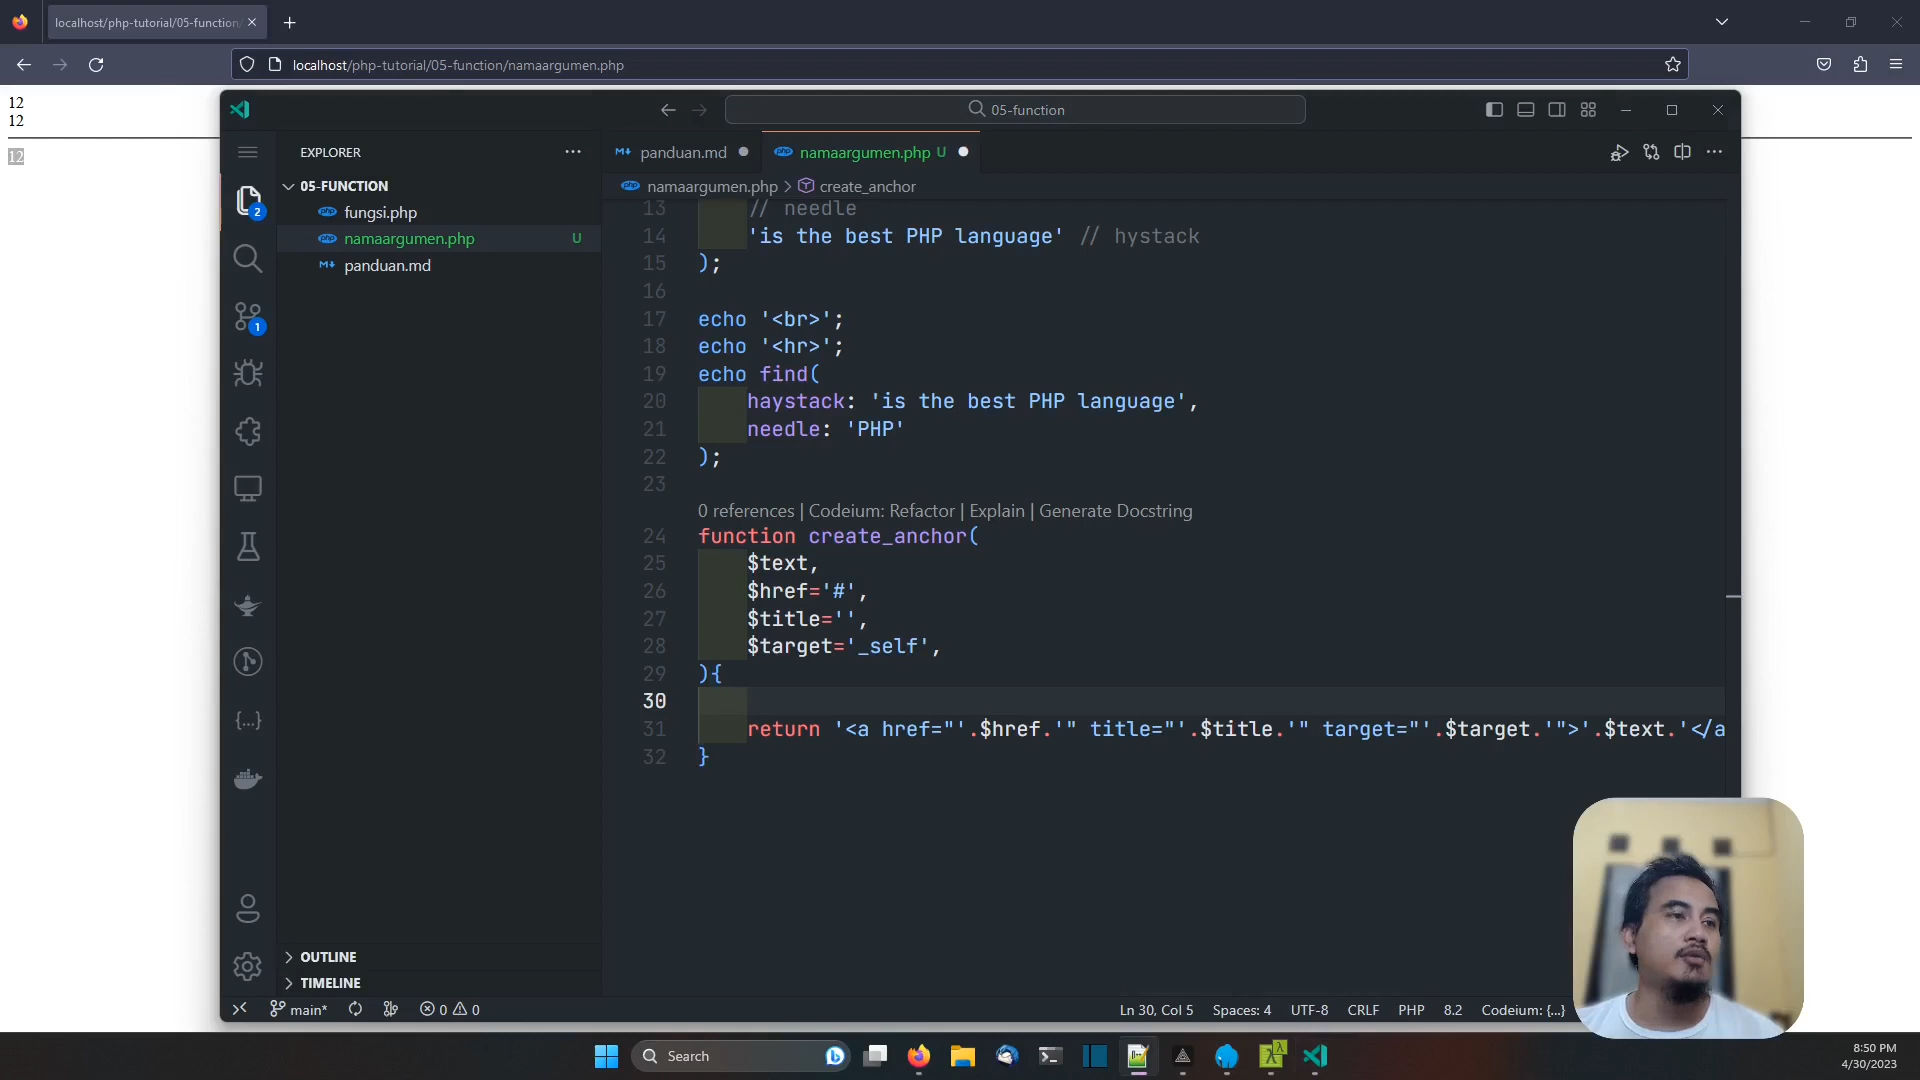 localhost/php-tutorial/05-function/
localhost/php-tutorial/05-function/namaargumen.php
12
12
12
05-function
EXPLORER
05-FUNCTION
fungsi.php
namaargumen.php U
panduan.md
OUTLINE
TIMELINE
2
1
panduan.md
namaargumen.php U
namaargumen.php > create_anchor
13 // needle
14 'is the best PHP language' // hystack
15 );
16
17 echo '<br>';
18 echo '<hr>';
19 echo find(
20 haystack: 'is the best PHP language',
21 needle: 'PHP'
22 );
23
0 references | Codeium: Refactor | Explain | Generate Docstring
24 function create_anchor(
25 $text,
26 $href='#',
27 $title='',
28 $target='_self',
29 ){
30
31 return '<a href="'.$href.'" title="'.$title.'" target="'.$target.'">'.$text.'</a
32 }
main* 0 0
Ln 30, Col 5 Spaces: 4 UTF-8 CRLF PHP 8.2 Codeium: {...}
Search
8:50 PM
4/30/2023